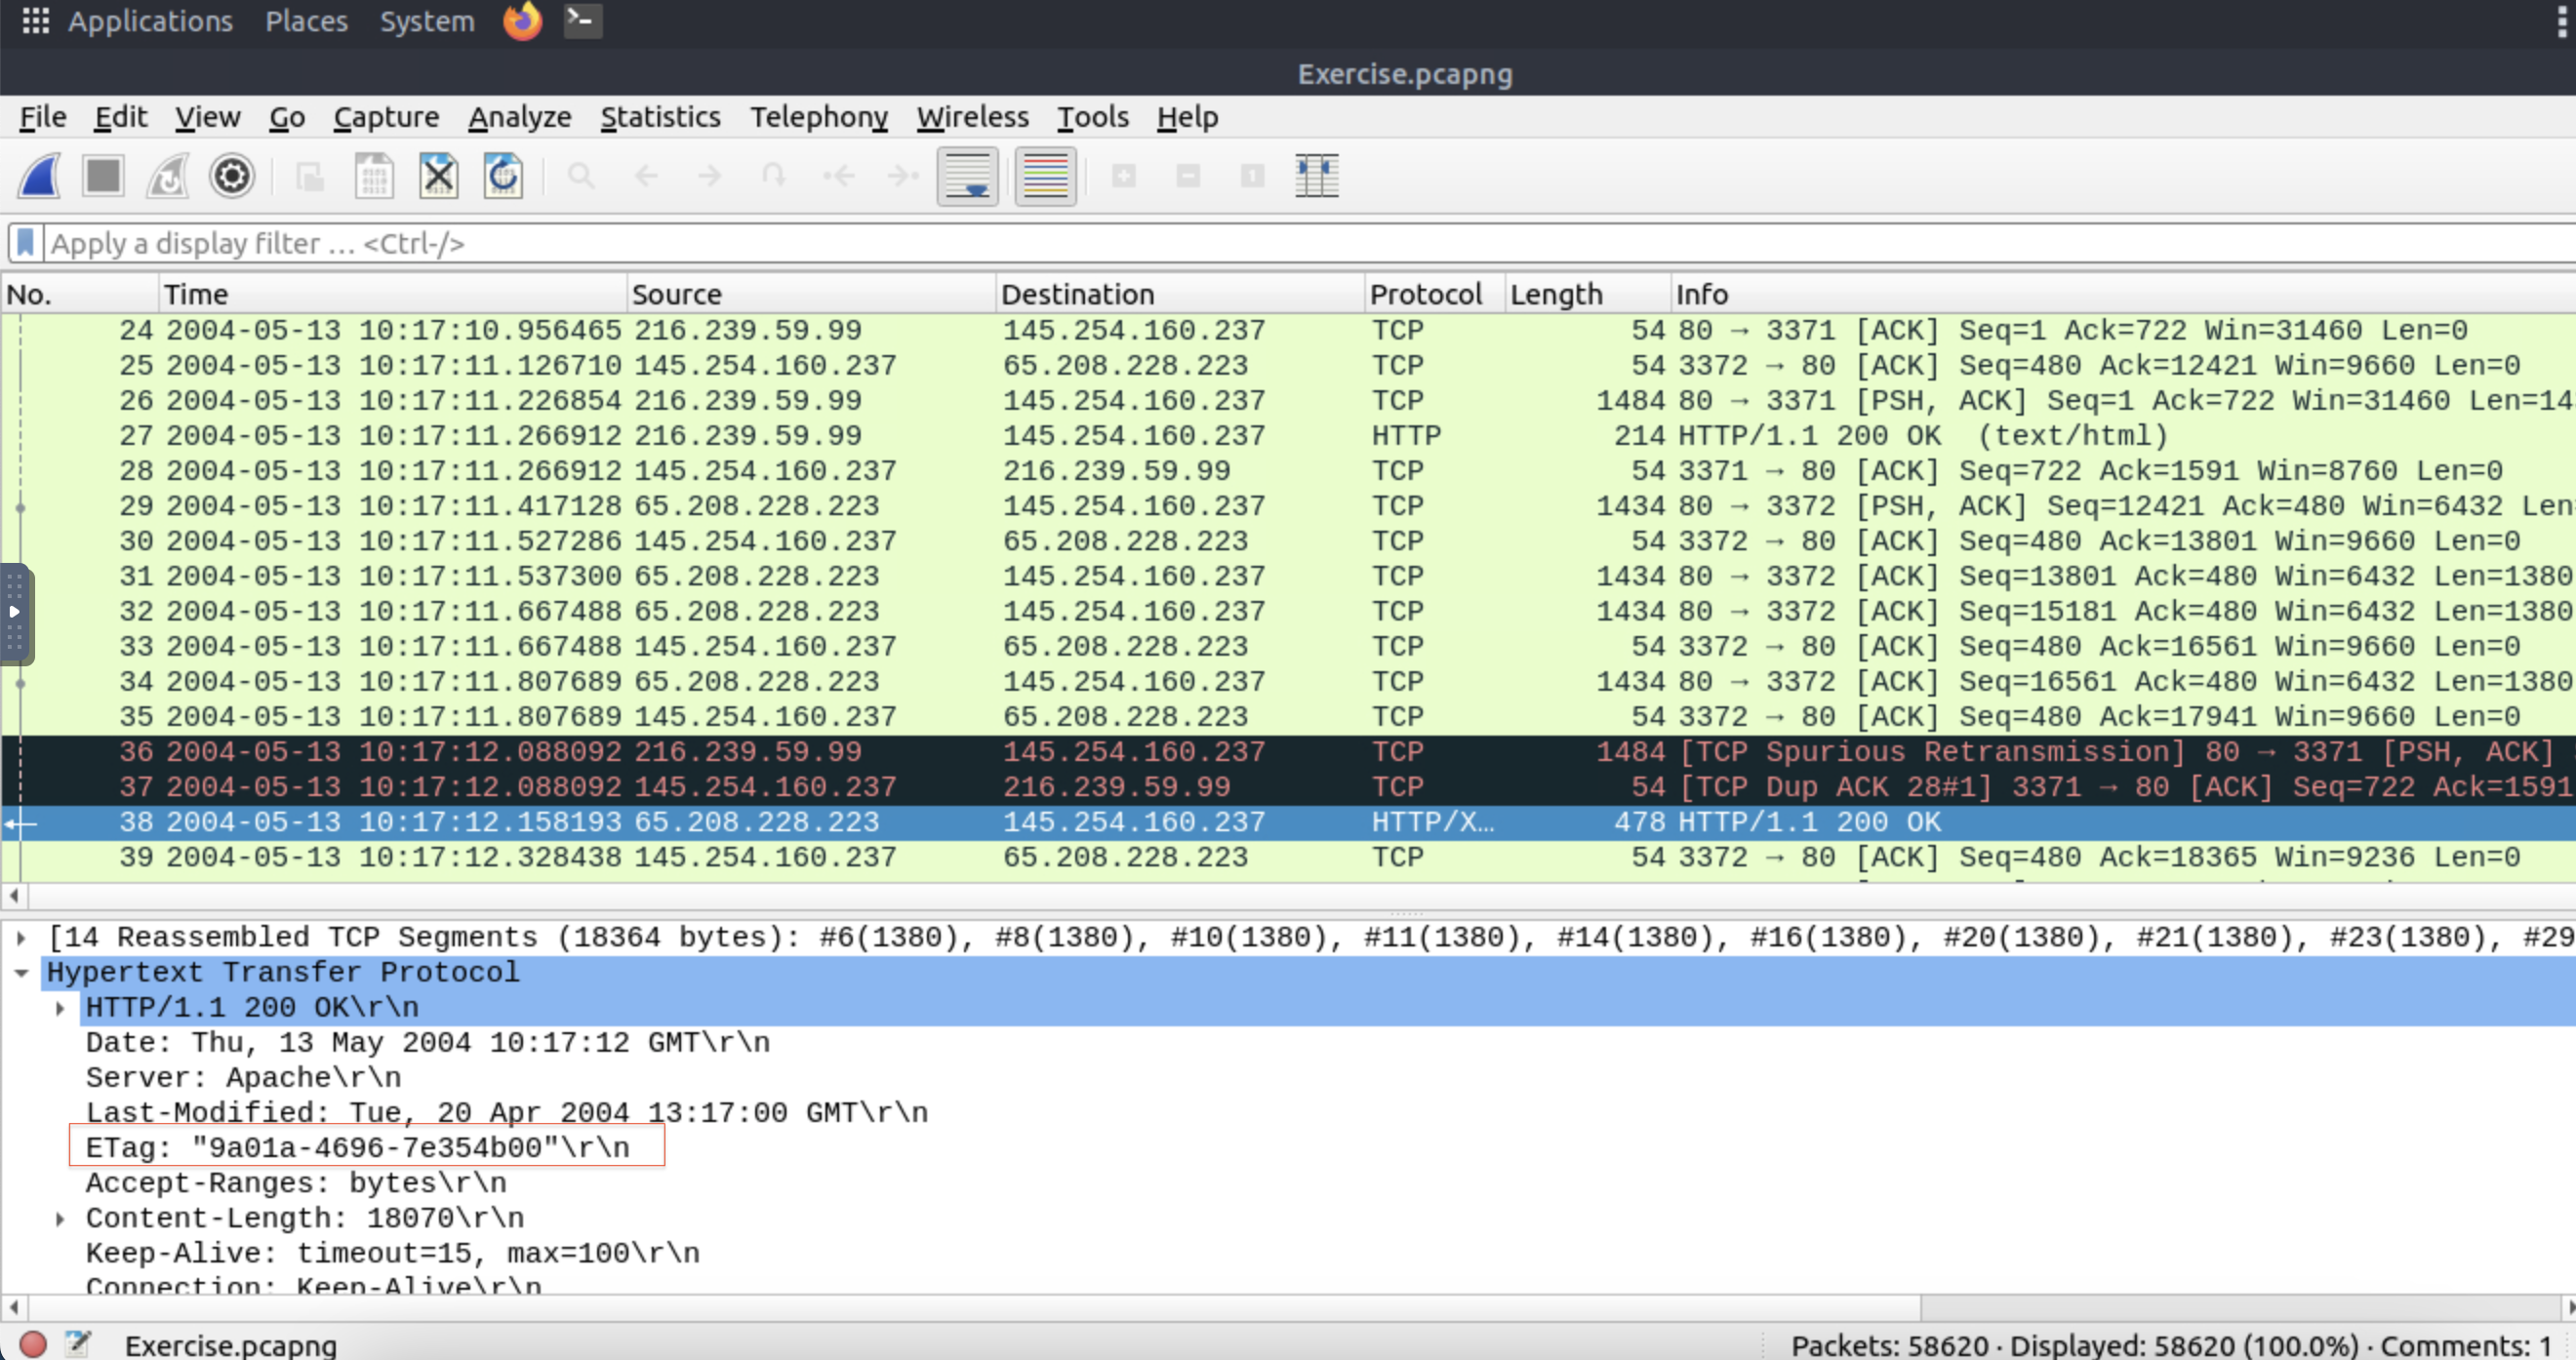 Applications Places System
Exercise.pcapng
File Edit View Go Capture Analyze Statistics Telephony Wireless Tools Help
Apply a display filter … <Ctrl-/>
No. Time Source Destination Protocol Length Info
24 2004-05-13 10:17:10.956465 216.239.59.99 145.254.160.237 TCP 54 80 → 3371 [ACK] Seq=1 Ack=722 Win=31460 Len=0
25 2004-05-13 10:17:11.126710 145.254.160.237 65.208.228.223 TCP 54 3372 → 80 [ACK] Seq=480 Ack=12421 Win=9660 Len=0
26 2004-05-13 10:17:11.226854 216.239.59.99 145.254.160.237 TCP 1484 80 → 3371 [PSH, ACK] Seq=1 Ack=722 Win=31460 Len=14
27 2004-05-13 10:17:11.266912 216.239.59.99 145.254.160.237 HTTP 214 HTTP/1.1 200 OK (text/html)
28 2004-05-13 10:17:11.266912 145.254.160.237 216.239.59.99 TCP 54 3371 → 80 [ACK] Seq=722 Ack=1591 Win=8760 Len=0
29 2004-05-13 10:17:11.417128 65.208.228.223 145.254.160.237 TCP 1434 80 → 3372 [PSH, ACK] Seq=12421 Ack=480 Win=6432 Len
30 2004-05-13 10:17:11.527286 145.254.160.237 65.208.228.223 TCP 54 3372 → 80 [ACK] Seq=480 Ack=13801 Win=9660 Len=0
31 2004-05-13 10:17:11.537300 65.208.228.223 145.254.160.237 TCP 1434 80 → 3372 [ACK] Seq=13801 Ack=480 Win=6432 Len=1380
32 2004-05-13 10:17:11.667488 65.208.228.223 145.254.160.237 TCP 1434 80 → 3372 [ACK] Seq=15181 Ack=480 Win=6432 Len=1380
33 2004-05-13 10:17:11.667488 145.254.160.237 65.208.228.223 TCP 54 3372 → 80 [ACK] Seq=480 Ack=16561 Win=9660 Len=0
34 2004-05-13 10:17:11.807689 65.208.228.223 145.254.160.237 TCP 1434 80 → 3372 [ACK] Seq=16561 Ack=480 Win=6432 Len=1380
35 2004-05-13 10:17:11.807689 145.254.160.237 65.208.228.223 TCP 54 3372 → 80 [ACK] Seq=480 Ack=17941 Win=9660 Len=0
36 2004-05-13 10:17:12.088092 216.239.59.99 145.254.160.237 TCP 1484 [TCP Spurious Retransmission] 80 → 3371 [PSH, ACK]
37 2004-05-13 10:17:12.088092 145.254.160.237 216.239.59.99 TCP 54 [TCP Dup ACK 28#1] 3371 → 80 [ACK] Seq=722 Ack=1591
38 2004-05-13 10:17:12.158193 65.208.228.223 145.254.160.237 HTTP/X… 478 HTTP/1.1 200 OK
39 2004-05-13 10:17:12.328438 145.254.160.237 65.208.228.223 TCP 54 3372 → 80 [ACK] Seq=480 Ack=18365 Win=9236 Len=0
[14 Reassembled TCP Segments (18364 bytes): #6(1380), #8(1380), #10(1380), #11(1380), #14(1380), #16(1380), #20(1380), #21(1380), #23(1380), #29
Hypertext Transfer Protocol
HTTP/1.1 200 OK\r\n
Date: Thu, 13 May 2004 10:17:12 GMT\r\n
Server: Apache\r\n
Last-Modified: Tue, 20 Apr 2004 13:17:00 GMT\r\n
ETag: "9a01a-4696-7e354b00"\r\n
Accept-Ranges: bytes\r\n
Content-Length: 18070\r\n
Keep-Alive: timeout=15, max=100\r\n
Connection: Keep-Alive\r\n
Exercise.pcapng
Packets: 58620 · Displayed: 58620 (100.0%) · Comments: 1